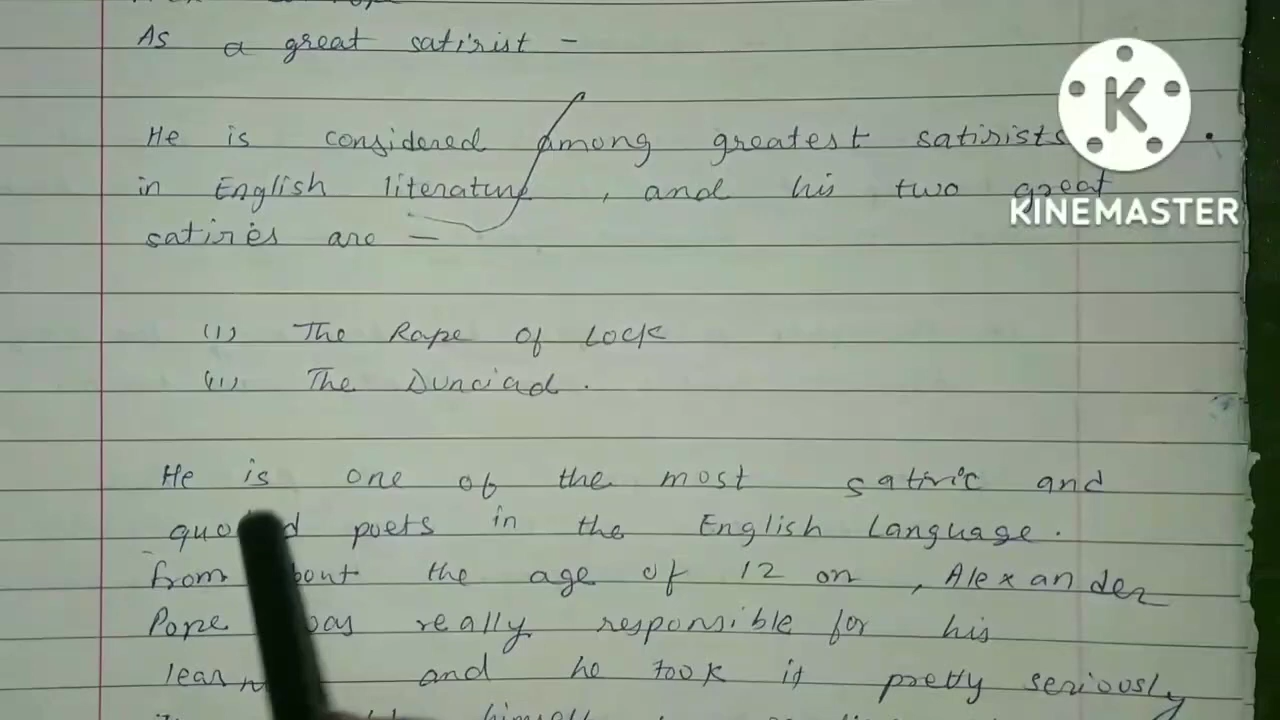 As a great satirist -
He is considered among greatest satirists
in English literature , and his two great
satires are -
(i) The Rape of Lock
(ii) The Dunciad .
He is one of the most satiric and
poets in the English Language .
from the age of 12 on , Alexander
Pope really responsible for his
and he took it pretty seriously
himself
K
KINEMASTER